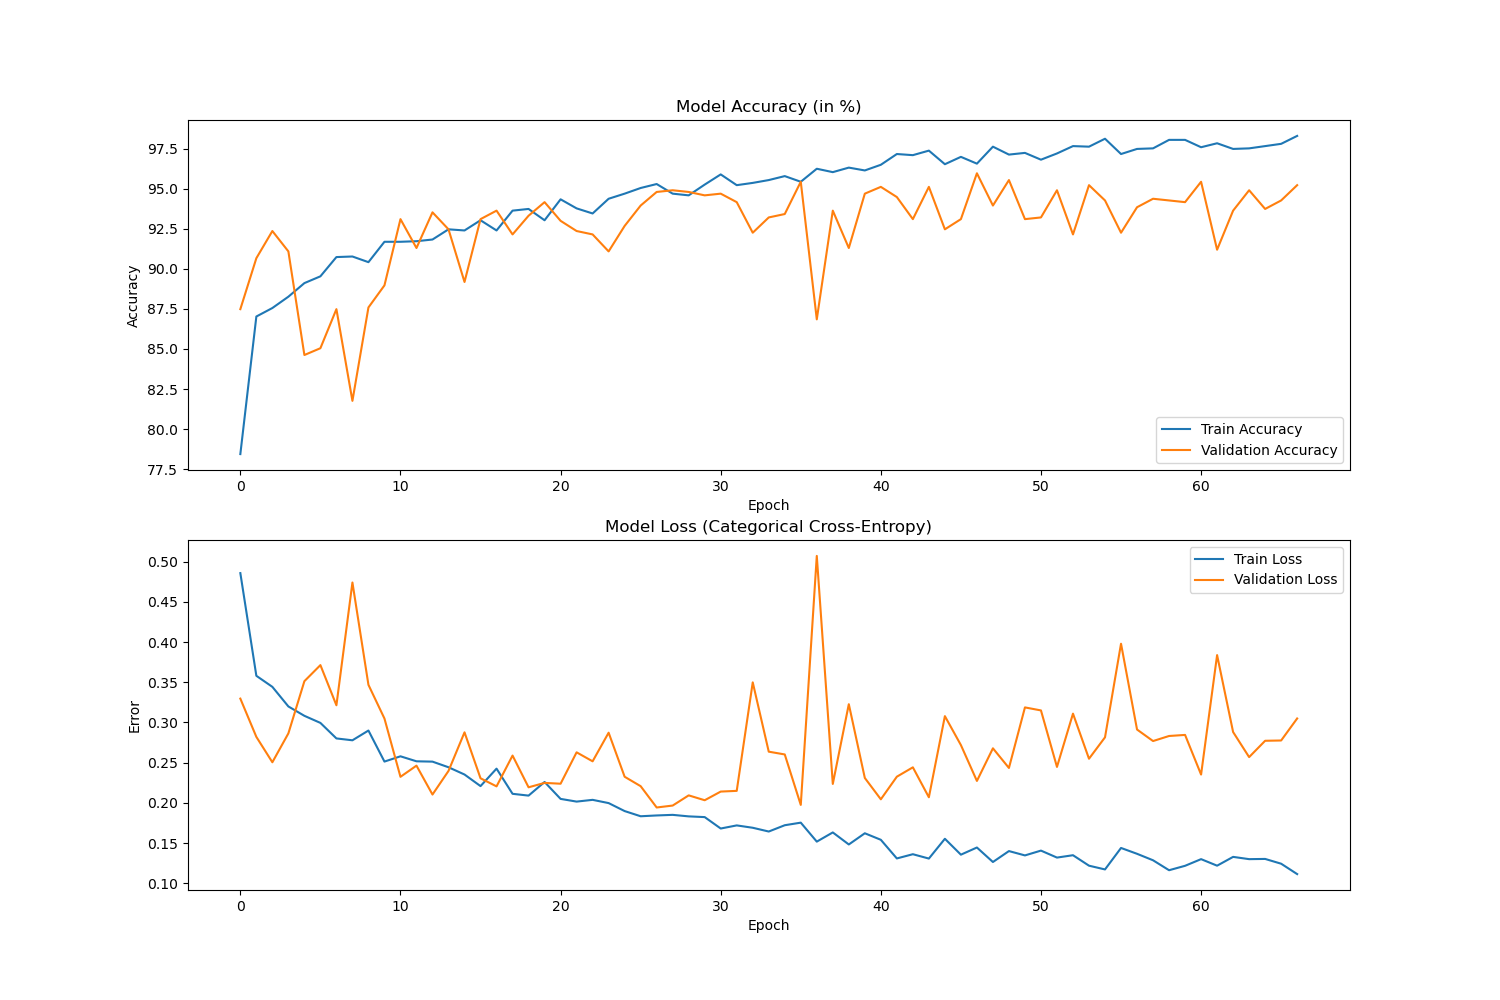 Model Accuracy (in %)
97.5
95.0
92.5
90.0
87.5
85.0
82.5
80.0
77.5
Accuracy
Train Accuracy
Validation Accuracy
0 10 20 30 40 50 60
Epoch
Model Loss (Categorical Cross-Entropy)
0.50
0.45
0.40
0.35
0.30
0.25
0.20
0.15
0.10
Error
Train Loss
Validation Loss
0 10 20 30 40 50 60
Epoch